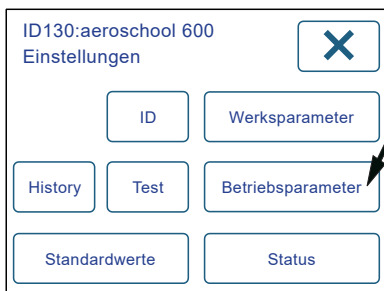 ID130:aeroschool 600
Einstellungen
ID
Werksparameter
History
Test
Betriebsparameter
Standardwerte
Status